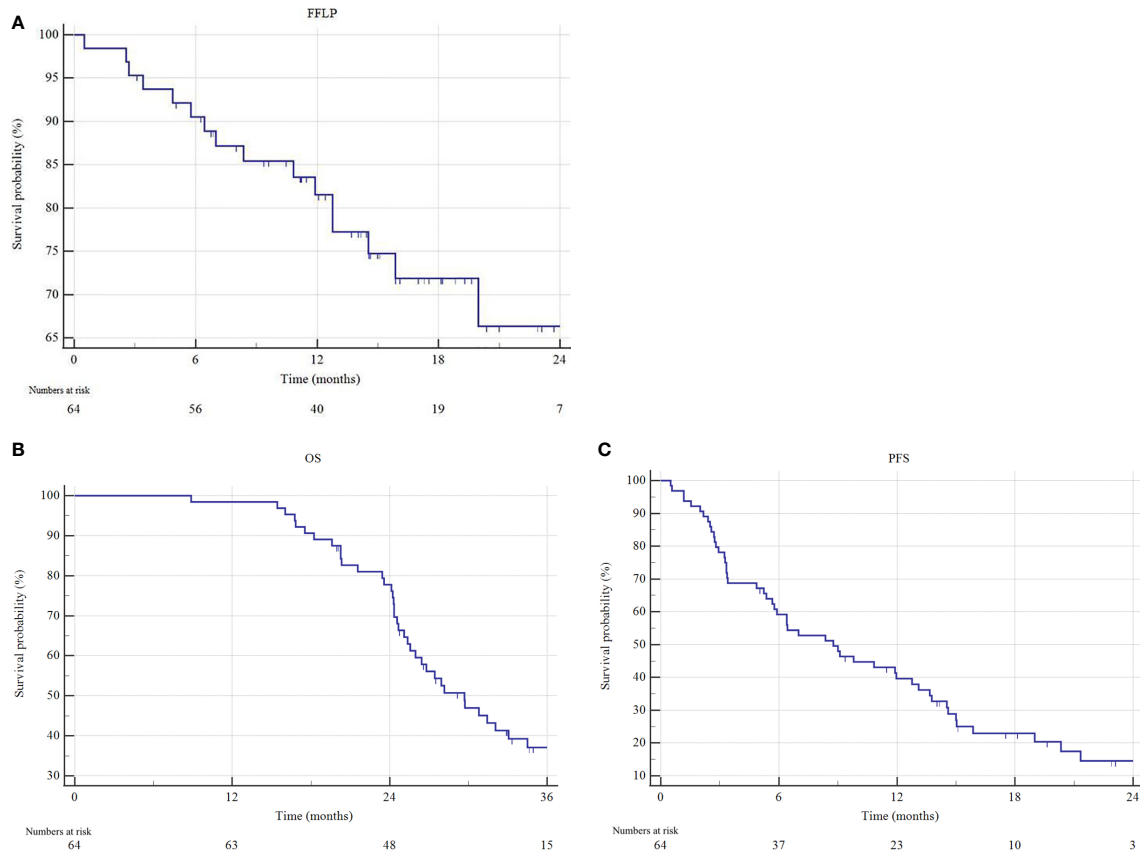 A
FFLP
Survival probability (%)
100
95
90
85
80
75
70
65
0 6 12 18 24
Time (months)
Numbers at risk
64 56 40 19 7
B
OS
Survival probability (%)
100
90
80
70
60
50
40
30
0 12 24 36
Time (months)
Numbers at risk
64 63 48 15
C
PFS
Survival probability (%)
100
90
80
70
60
50
40
30
20
10
0 6 12 18 24
Time (months)
Numbers at risk
64 37 23 10 3